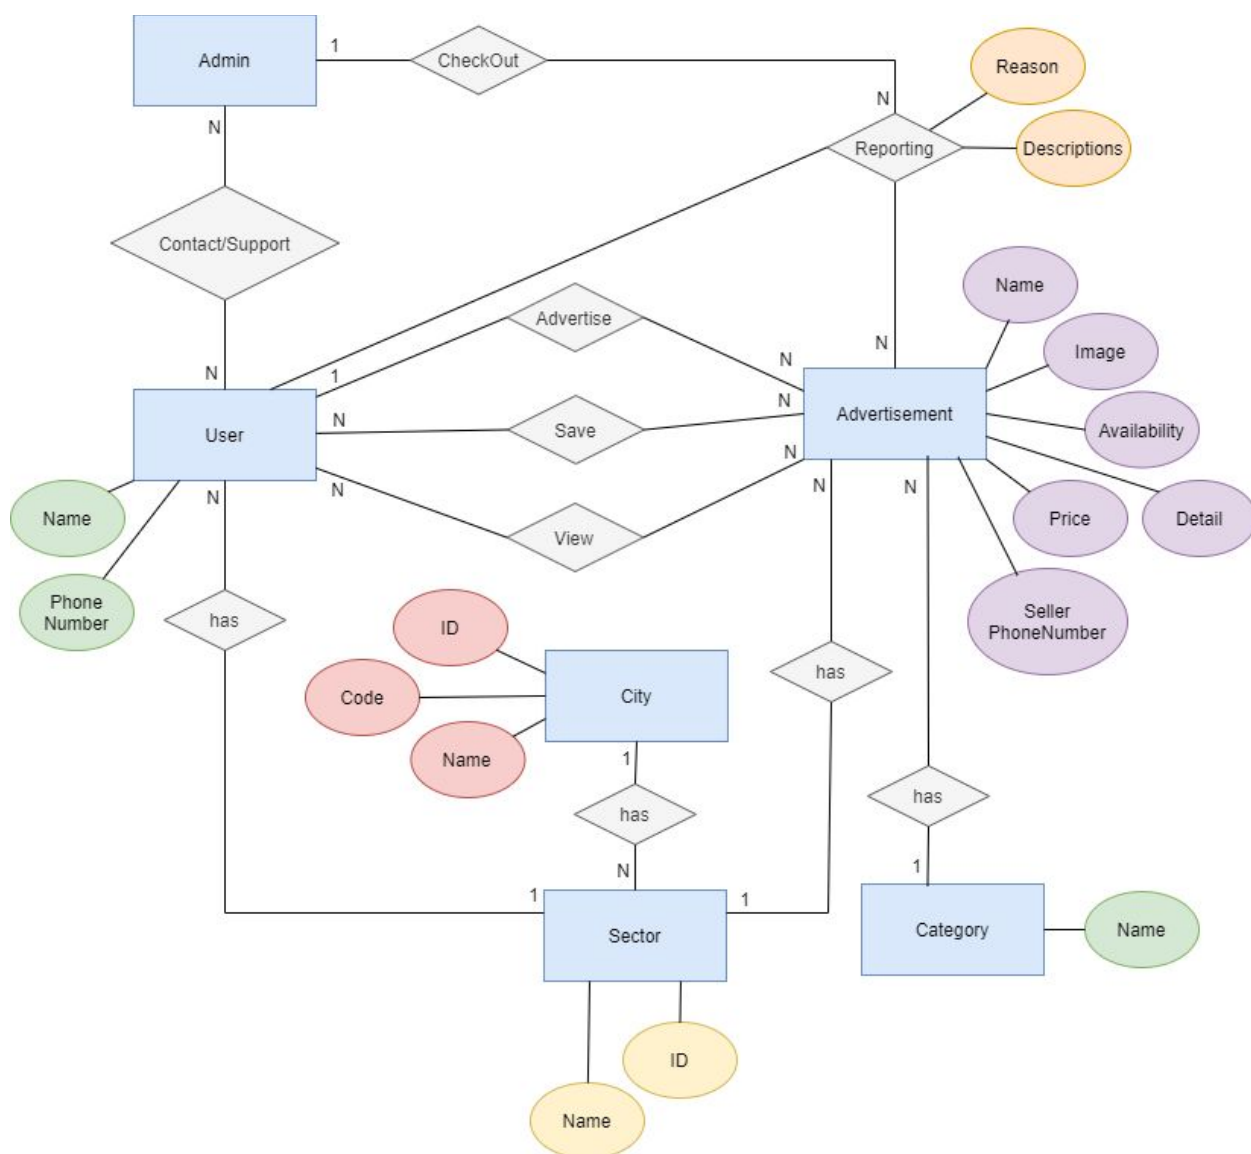 Admin
1
CheckOut
Reason
N
N
Reporting
Descriptions
Contact/Support
Name
Advertise
N
Image
N
1
N
User
N
Save
N
Advertisement
Availability
N
N
N
N
N
View
Name
Price
Detail
Phone
Number
has
Seller
PhoneNumber
ID
has
Code
City
Name
1
has
has
N
1
1
1
Sector
Category
Name
ID
Name